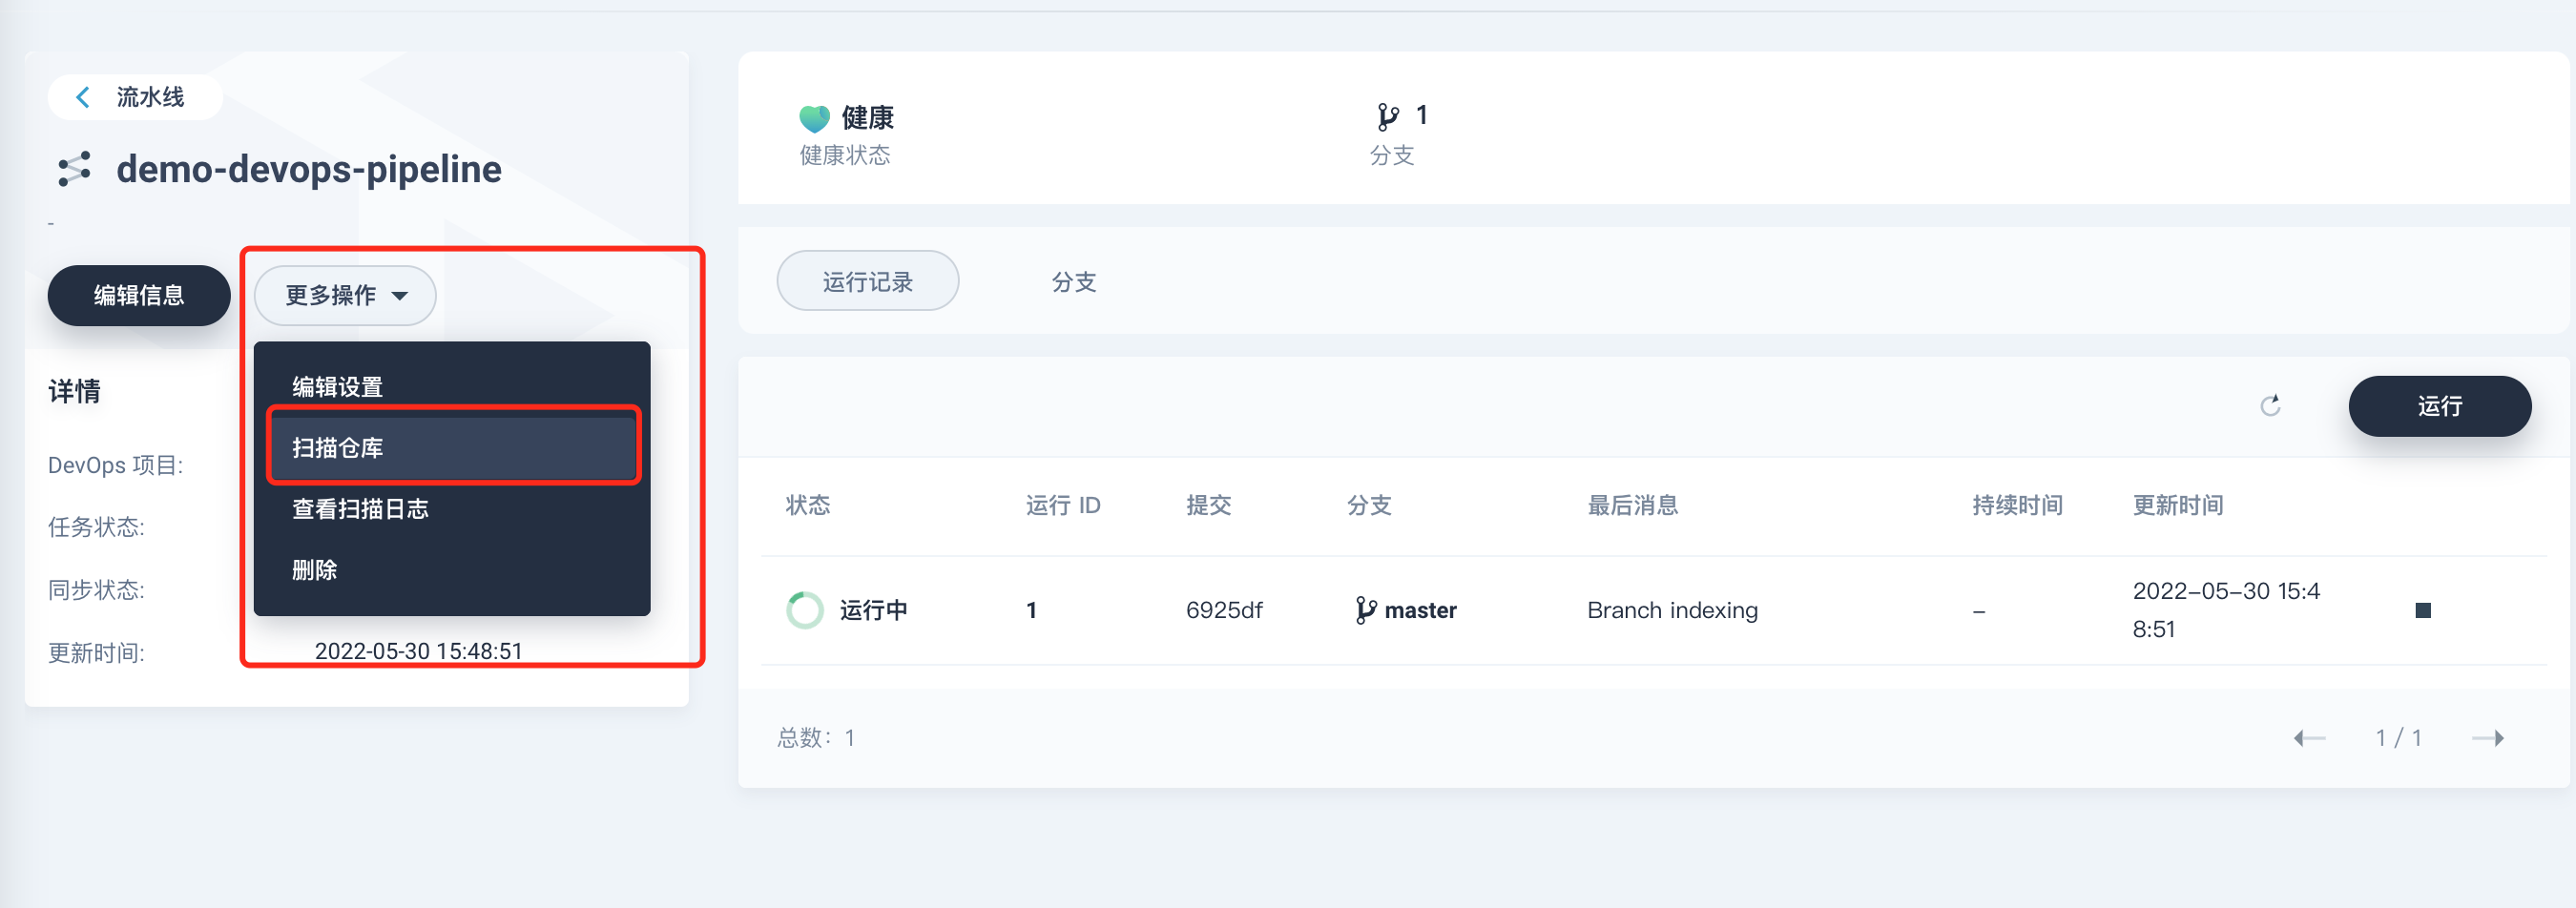 流水线
demo-devops-pipeline
-
编辑信息
更多操作
编辑设置
扫描仓库
查看扫描日志
删除
详情
DevOps 项目:
任务状态:
同步状态:
更新时间:
2022-05-30 15:48:51
健康
健康状态
1
分支
运行记录
分支
运行
状态 运行 ID 提交 分支 最后消息 持续时间 更新时间
运行中 1 6925df master Branch indexing – 2022-05-30 15:4
8:51
总数: 1
1 / 1